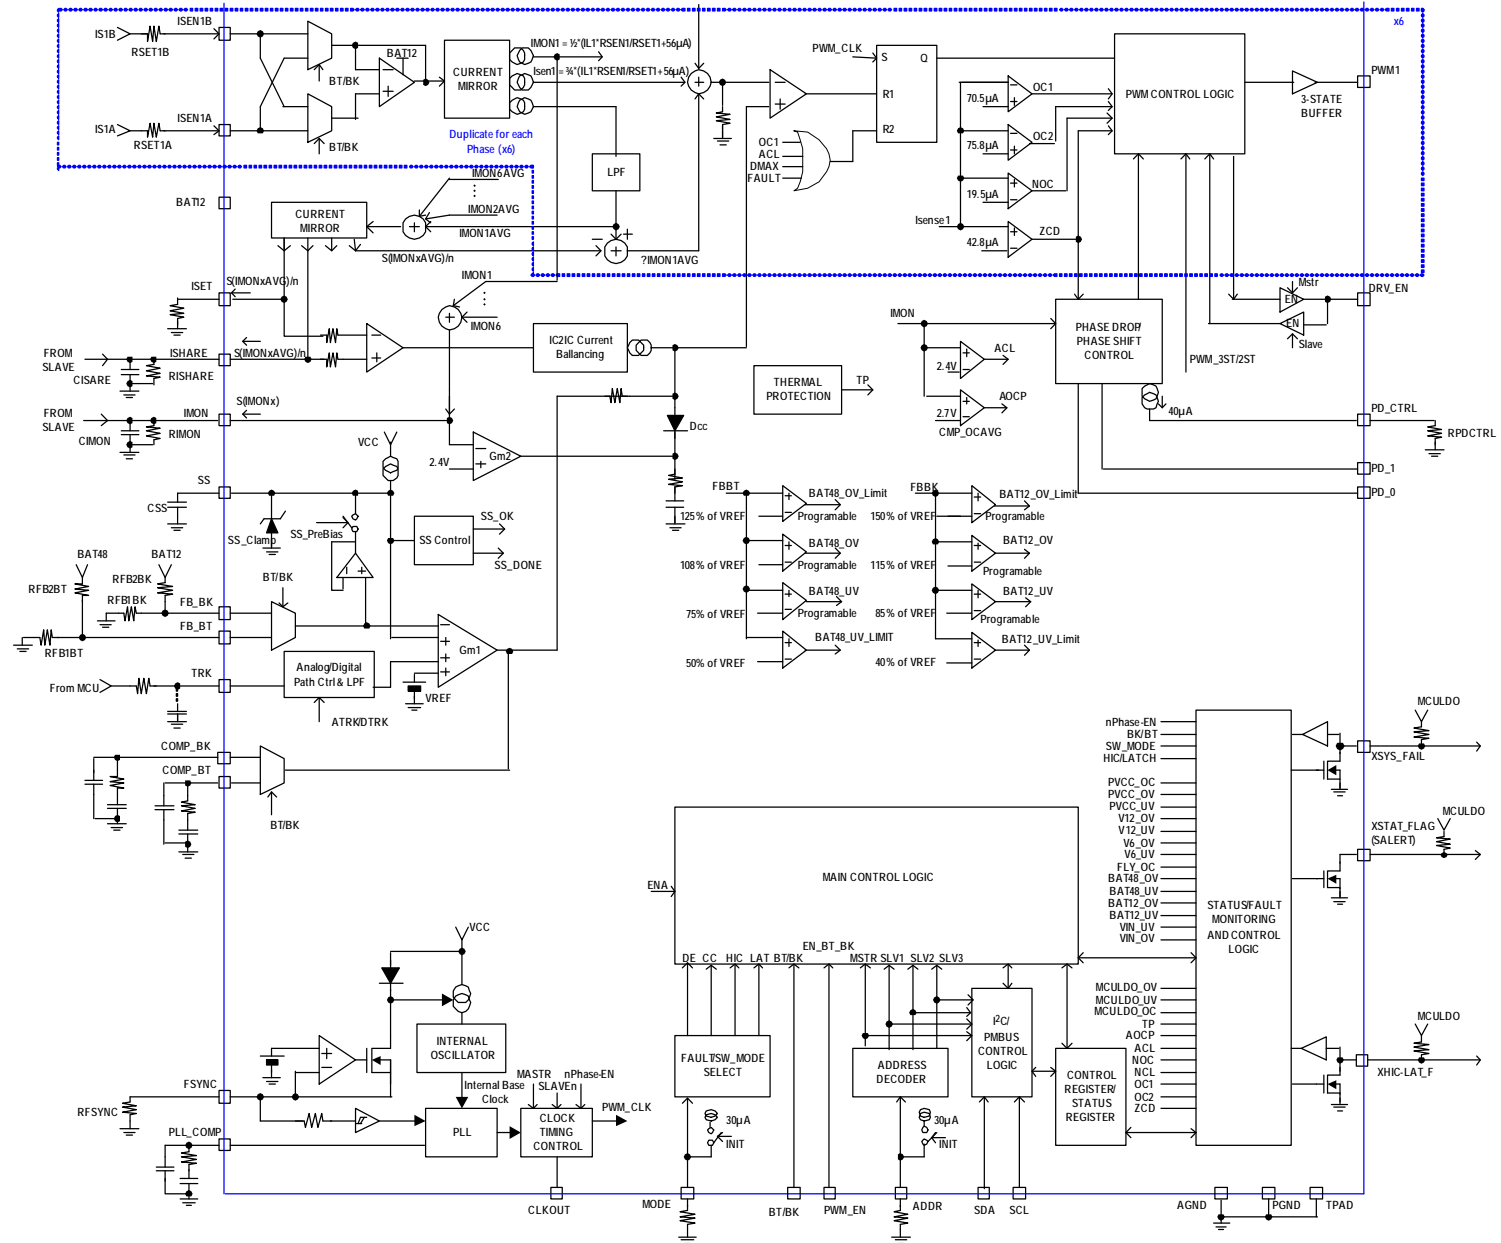 x6
IS1B
ISEN1B
RSET1B
BAT12
BT/BK
CURRENT
MIRROR
IMON1 = ½*(IL1*RSEN1/RSET1+56µA)
Isen1 = ¾*(IL1*RSEN1/RSET1+56µA)
IS1A
ISEN1A
RSET1A
BT/BK
Duplicate for each
Phase (x6)
LPF
PWM_CLK
S
Q
R1
R2
OC1
ACL
DMAX
FAULT
70.5µA
OC1
75.8µA
OC2
19.5µA
NOC
Isense1
42.8µA
ZCD
PWM CONTROL LOGIC
3-STATE
BUFFER
PWM1
BAT12
CURRENT
MIRROR
IMON6AVG
IMON2AVG
IMON1AVG
S(IMONxAVG)/n
?IMON1AVG
+
−
ISET
S(IMONxAVG)/n
IMON1
IMON6
FROM
SLAVE
ISHARE
S(IMONxAVG)/n
CISARE
RISHARE
IC2IC Current
Ballancing
FROM
SLAVE
IMON
S(IMONx)
CIMON
RIMON
2.4V
Gm2
Dcc
THERMAL
PROTECTION
TP
IMON
2.4V
ACL
2.7V
AOCP
CMP_OCAVG
PHASE DROP/
PHASE SHIFT
CONTROL
40µA
PWM_3ST/2ST
Mstr
EN
EN
Slave
DRV_EN
PD_CTRL
RPDCTRL
PD_1
PD_0
VCC
SS
CSS
SS_Clamp
SS_PreBias
SS Control
SS_OK
SS_DONE
FBBT
BAT48_OV_Limit
125% of VREF
Programable
BAT48_OV
108% of VREF
Programable
BAT48_UV
75% of VREF
Programable
BAT48_UV_LIMIT
50% of VREF
FBBK
BAT12_OV_Limit
150% of VREF
Programable
BAT12_OV
115% of VREF
Programable
BAT12_UV
85% of VREF
Programable
BAT12_UV_Limit
40% of VREF
BAT48
BAT12
RFB2BT
RFB2BK
RFB1BK
BT/BK
FB_BK
FB_BT
RFB1BT
Gm1
VREF
From MCU
TRK
Analog/Digital
Path Ctrl & LPF
ATRK/DTRK
COMP_BK
COMP_BT
BT/BK
MAIN CONTROL LOGIC
ENA
EN_BT_BK
DE CC HIC LAT BT/BK MSTR SLV1 SLV2 SLV3
nPhase-EN
BK/BT
SW_MODE
HIC/LATCH
PVCC_OC
PVCC_OV
PVCC_UV
V12_OV
V12_UV
V6_OV
V6_UV
FLY_OC
BAT48_OV
BAT48_UV
BAT12_OV
BAT12_UV
VIN_UV
VIN_OV
MCULDO_OV
MCULDO_UV
MCULDO_OC
TP
AOCP
ACL
NOC
NCL
OC1
OC2
ZCD
STATUS/FAULT
MONITORING
AND CONTROL
LOGIC
MCULDO
XSYS_FAIL
XSTAT_FLAG
(SALERT)
MCULDO
MCULDO
XHIC-LAT_F
VCC
INTERNAL
OSCILLATOR
FSYNC
RFSYNC
Internal Base
Clock
PLL
MASTR
SLAVEn
nPhase-EN
CLOCK
TIMING
CONTROL
PWM_CLK
PLL_COMP
FAULT/SW_MODE
SELECT
30µA
INIT
ADDRESS
DECODER
30µA
INIT
I²C/
PMBUS
CONTROL
LOGIC
CONTROL
REGISTER/
STATUS
REGISTER
CLKOUT
MODE
BT/BK
PWM_EN
ADDR
SDA
SCL
AGND
PGND
TPAD